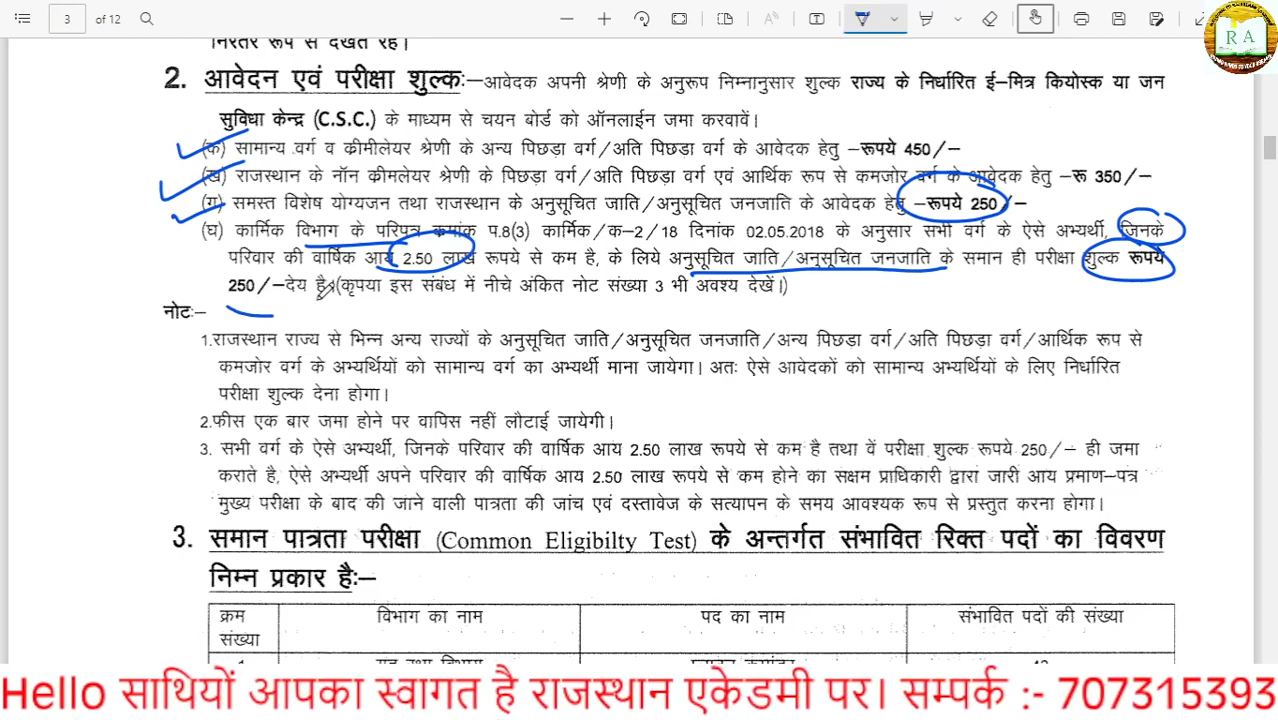 3 of 12
R A
निरंतर रूप से देखते रहे।
2. आवेदन एवं परीक्षा शुल्कः–आवेदक अपनी श्रेणी के अनुरूप निम्नानुसार शुल्क राज्य के निर्धारित ई–मित्र कियोस्क या जन
सुविधा केन्द्र (C.S.C.) के माध्यम से चयन बोर्ड को ऑनलाईन जमा करवावें।
(क) सामान्य वर्ग व क्रीमीलेयर श्रेणी के अन्य पिछड़ा वर्ग/अति पिछड़ा वर्ग के आवेदक हेतु –रूपये 450/–
(ख) राजस्थान के नॉन क्रीमलेयर श्रेणी के पिछड़ा वर्ग/अति पिछड़ा वर्ग एवं आर्थिक रूप से कमजोर वर्ग के आवेदक हेतु –रू 350/–
(ग) समस्त विशेष योग्यजन तथा राजस्थान के अनुसूचित जाति/अनुसूचित जनजाति के आवेदक हेतु –रूपये 250/–
(घ) कार्मिक विभाग के परिपत्र क्रमांक प.8(3) कार्मिक/क–2/18 दिनांक 02.05.2018 के अनुसार सभी वर्ग के ऐसे अभ्यर्थी, जिनके
परिवार की वार्षिक आय 2.50 लाख रूपये से कम है, के लिये अनुसूचित जाति/अनुसूचित जनजाति के समान ही परीक्षा शुल्क रूपये
250/–देय है।(कृपया इस संबंध में नीचे अंकित नोट संख्या 3 भी अवश्य देखें।)
नोटः–
1.राजस्थान राज्य से भिन्न अन्य राज्यों के अनुसूचित जाति/अनुसूचित जनजाति/अन्य पिछड़ा वर्ग/अति पिछड़ा वर्ग/आर्थिक रूप से
कमजोर वर्ग के अभ्यर्थियों को सामान्य वर्ग का अभ्यर्थी माना जायेगा। अतः ऐसे आवेदकों को सामान्य अभ्यर्थियों के लिए निर्धारित
परीक्षा शुल्क देना होगा।
2.फीस एक बार जमा होने पर वापिस नहीं लौटाई जायेगी।
3. सभी वर्ग के ऐसे अभ्यर्थी, जिनके परिवार की वार्षिक आय 2.50 लाख रूपये से कम है तथा वें परीक्षा शुल्क रूपये 250/– ही जमा
कराते है, ऐसे अभ्यर्थी अपने परिवार की वार्षिक आय 2.50 लाख रूपये से कम होने का सक्षम प्राधिकारी द्वारा जारी आय प्रमाण–पत्र
मुख्य परीक्षा के बाद की जांने वाली पात्रता की जांच एवं दस्तावेज के सत्यापन के समय आवश्यक रूप से प्रस्तुत करना होगा।
3. समान पात्रता परीक्षा (Common Eligibilty Test) के अन्तर्गत संभावित रिक्त पदों का विवरण
निम्न प्रकार हैः–
क्रम संख्या विभाग का नाम पद का नाम संभावित पदों की संख्या
Hello साथियों आपका स्वागत है राजस्थान एकेडमी पर। सम्पर्क :- 707315393